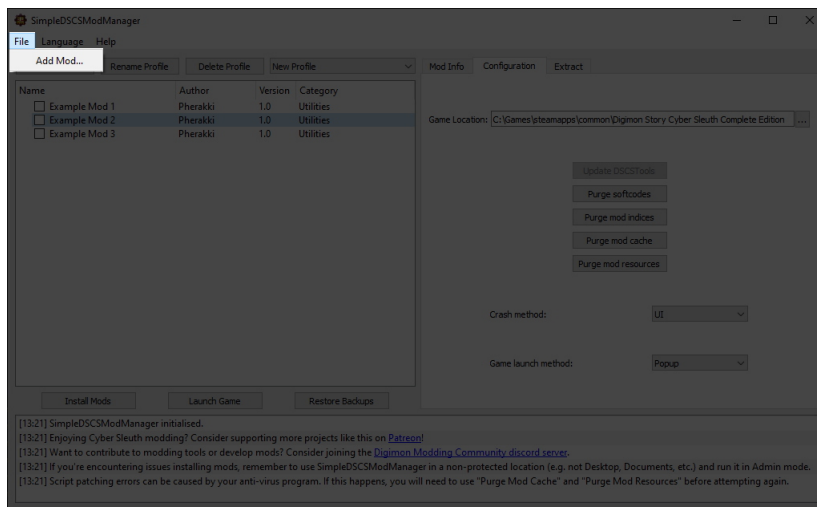 SimpleDSCSModManager
File Language Help
Add Mod...
Rename Profile Delete Profile New Profile
Mod Info Configuration Extract
Name Author Version Category
Example Mod 1 Pherakki 1.0 Utilities
Example Mod 2 Pherakki 1.0 Utilities
Example Mod 3 Pherakki 1.0 Utilities
Game Location: C:\Games\steamapps\common\Digimon Story Cyber Sleuth Complete Edition ...
Update DSCSTools
Purge softcodes
Purge mod indices
Purge mod cache
Purge mod resources
Crash method: UI
Game launch method: Popup
Install Mods Launch Game Restore Backups
[13:21] SimpleDSCSModManager initialised.
[13:21] Enjoying Cyber Sleuth modding? Consider supporting more projects like this on Patreon!
[13:21] Want to contribute to modding tools or develop mods? Consider joining the Digimon Modding Community discord server.
[13:21] If you're encountering issues installing mods, remember to use SimpleDSCSModManager in a non-protected location (e.g. not Desktop, Documents, etc.) and run it in Admin mode.
[13:21] Script patching errors can be caused by your anti-virus program. If this happens, you will need to use "Purge Mod Cache" and "Purge Mod Resources" before attempting again.